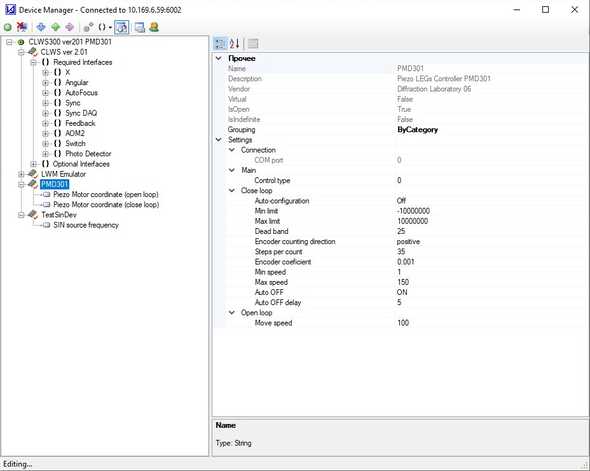 Device Manager - Connected to 10.169.6.59:6002
CLWS300 ver201 PMD301
CLWS ver 2.01
Required Interfaces
X
Angular
AutoFocus
Sync
Sync DAQ
Feedback
AOM2
Switch
Photo Detector
Optional Interfaces
LWM Emulator
PMD301
Piezo Motor coordinate (open loop)
Piezo Motor coordinate (close loop)
TestSinDev
SIN source frequency
Прочее
Name PMD301
Description Piezo LEGs Controller PMD301
Vendor Diffraction Laboratory 06
Virtual False
IsOpen True
IsIndefinite False
Grouping ByCategory
Settings
Connection
COM port 0
Main
Control type 0
Close loop
Auto-configuration Off
Min limit -10000000
Max limit 10000000
Dead band 25
Encoder counting direction positive
Steps per count 35
Encoder coeficient 0.001
Min speed 1
Max speed 150
Auto OFF ON
Auto OFF delay 5
Open loop
Move speed 100
Name
Type: String
Editing...